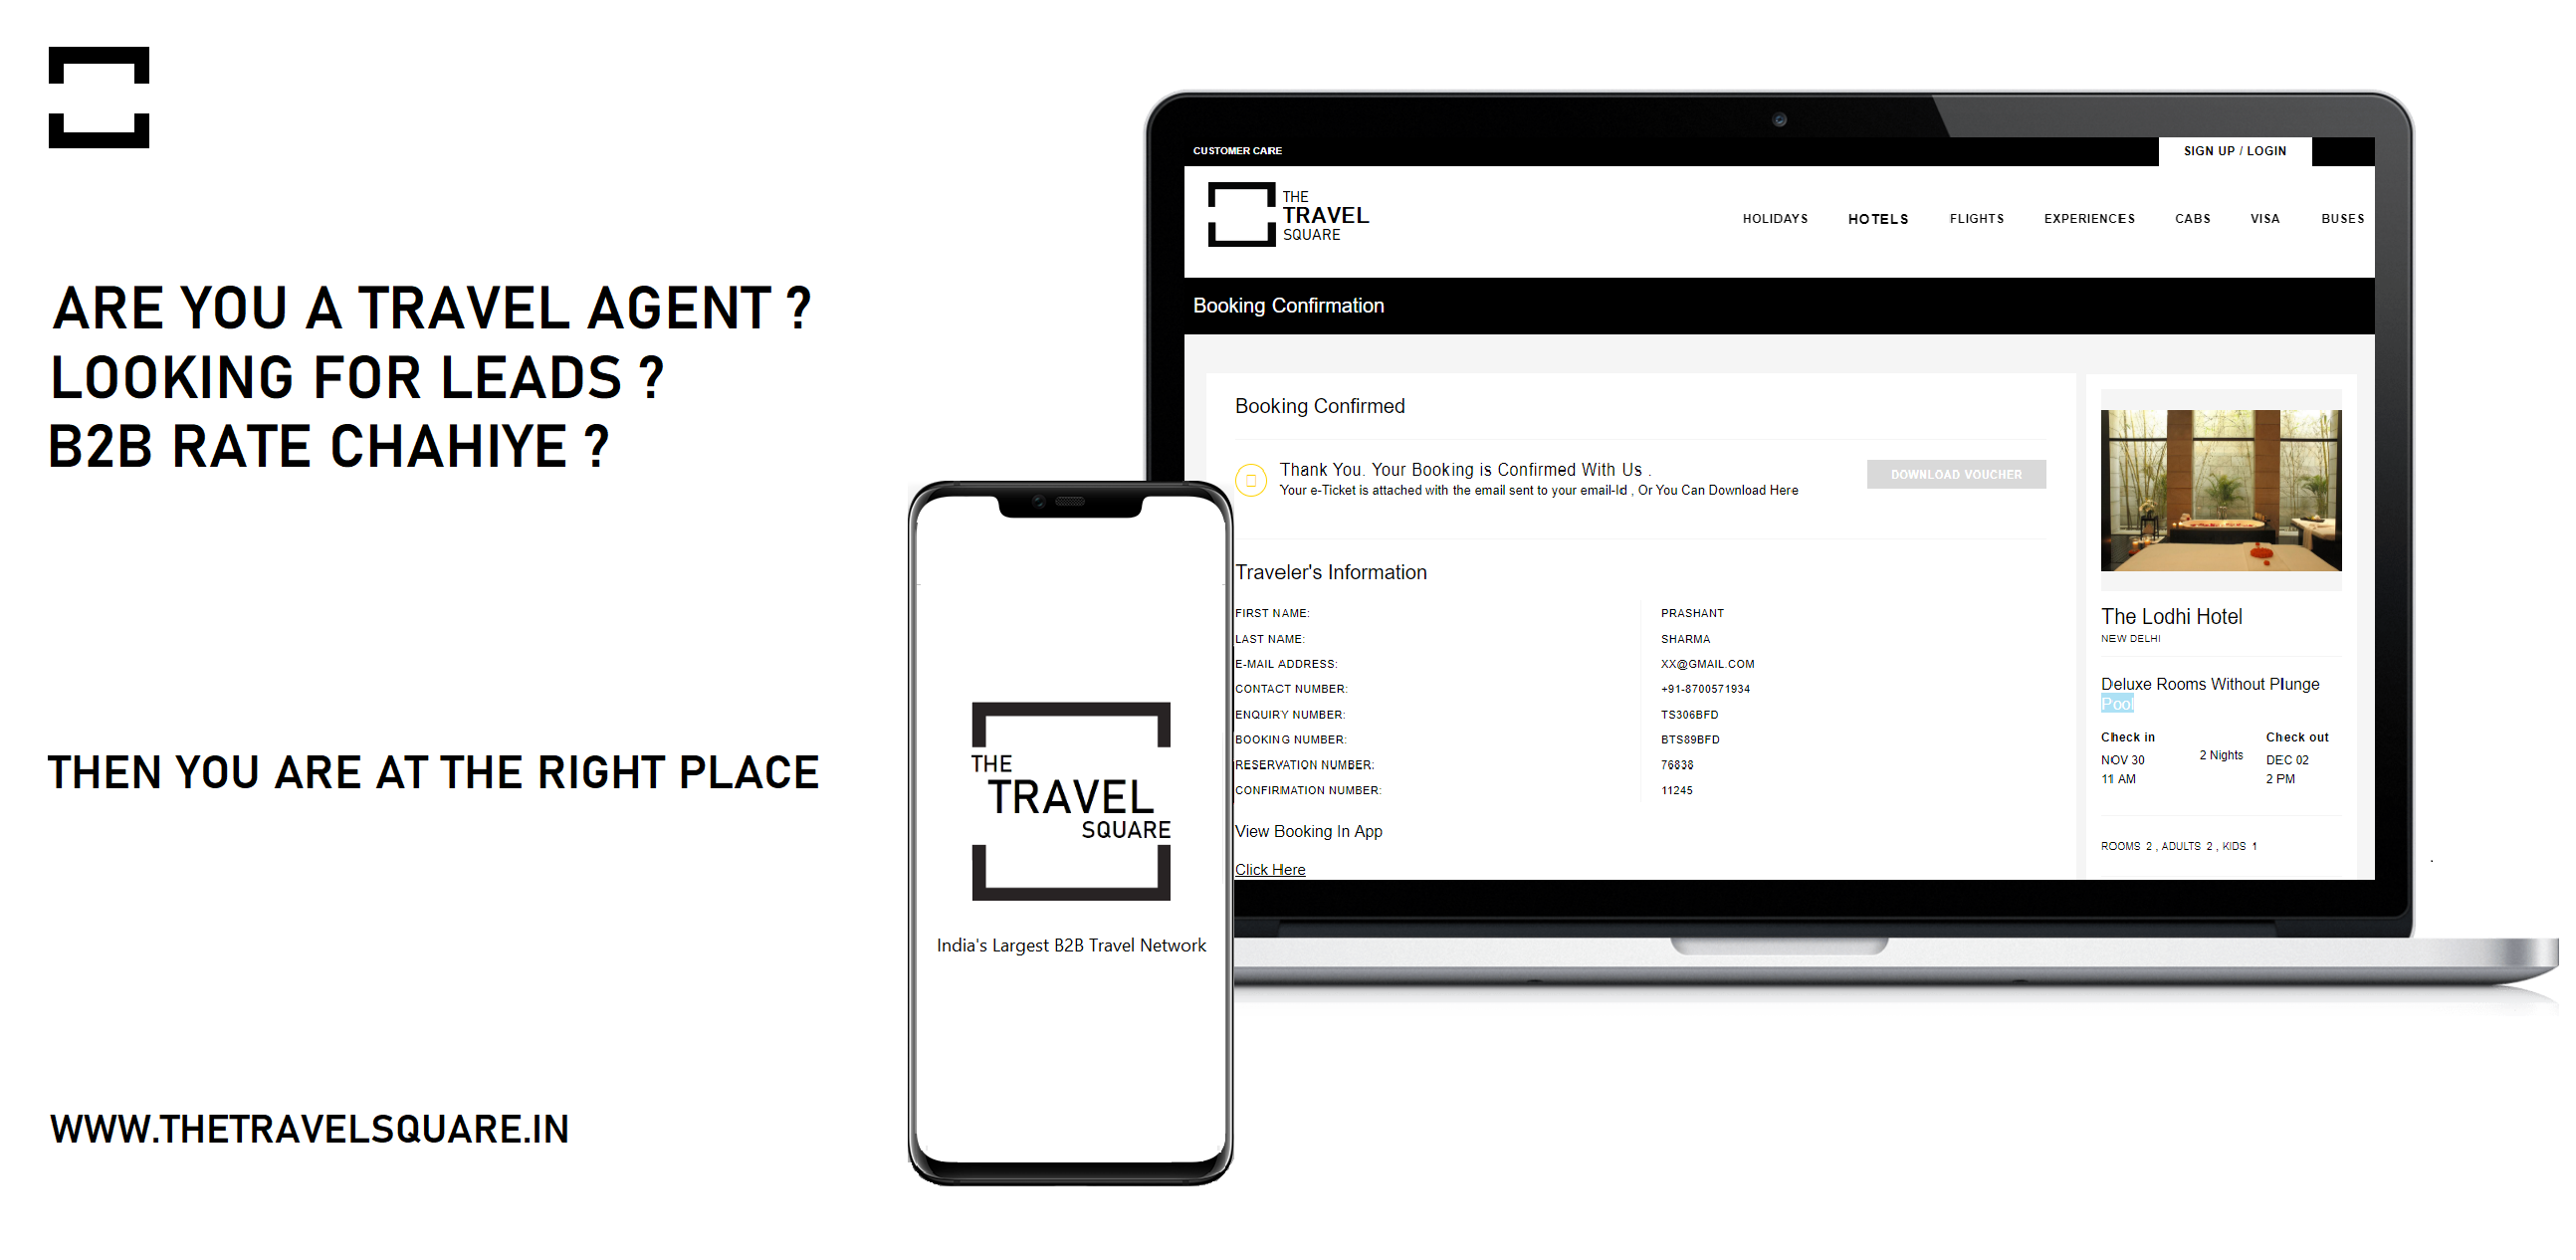 ARE YOU A TRAVEL AGENT ?
LOOKING FOR LEADS ?
B2B RATE CHAHIYE ?
THEN YOU ARE AT THE RIGHT PLACE
WWW.THETRAVELSQUARE.IN
THE
TRAVEL
SQUARE
India's Largest B2B Travel Network
CUSTOMER CARE
SIGN UP / LOGIN
THE
TRAVEL
SQUARE
HOLIDAYS HOTELS FLIGHTS EXPERIENCES CABS VISA BUSES
Booking Confirmation
Booking Confirmed
Thank You. Your Booking is Confirmed With Us .
Your e-Ticket is attached with the email sent to your email-Id , Or You Can Download Here
DOWNLOAD VOUCHER
Traveler's Information
FIRST NAME: PRASHANT
LAST NAME: SHARMA
E-MAIL ADDRESS: XX@GMAIL.COM
CONTACT NUMBER: +91-8700571934
ENQUIRY NUMBER: TS306BFD
BOOKING NUMBER: BTS89BFD
RESERVATION NUMBER: 76838
CONFIRMATION NUMBER: 11245
View Booking In App
Click Here
The Lodhi Hotel
NEW DELHI
Deluxe Rooms Without Plunge
Pool
Check in Check out
NOV 30 2 Nights DEC 02
11 AM 2 PM
ROOMS 2 , ADULTS 2 , KIDS 1